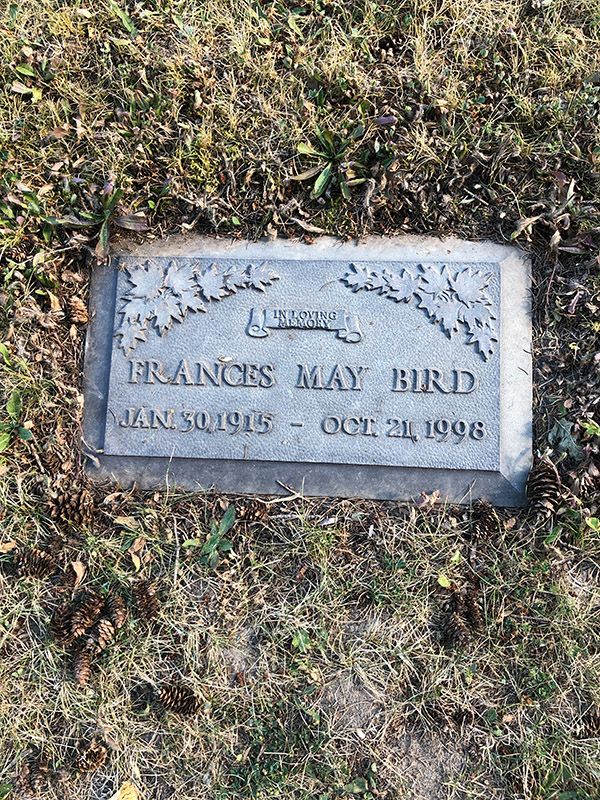 IN LOVING
MEMORY
FRANCES MAY BIRD
JAN. 30, 1915 - OCT. 21, 1998